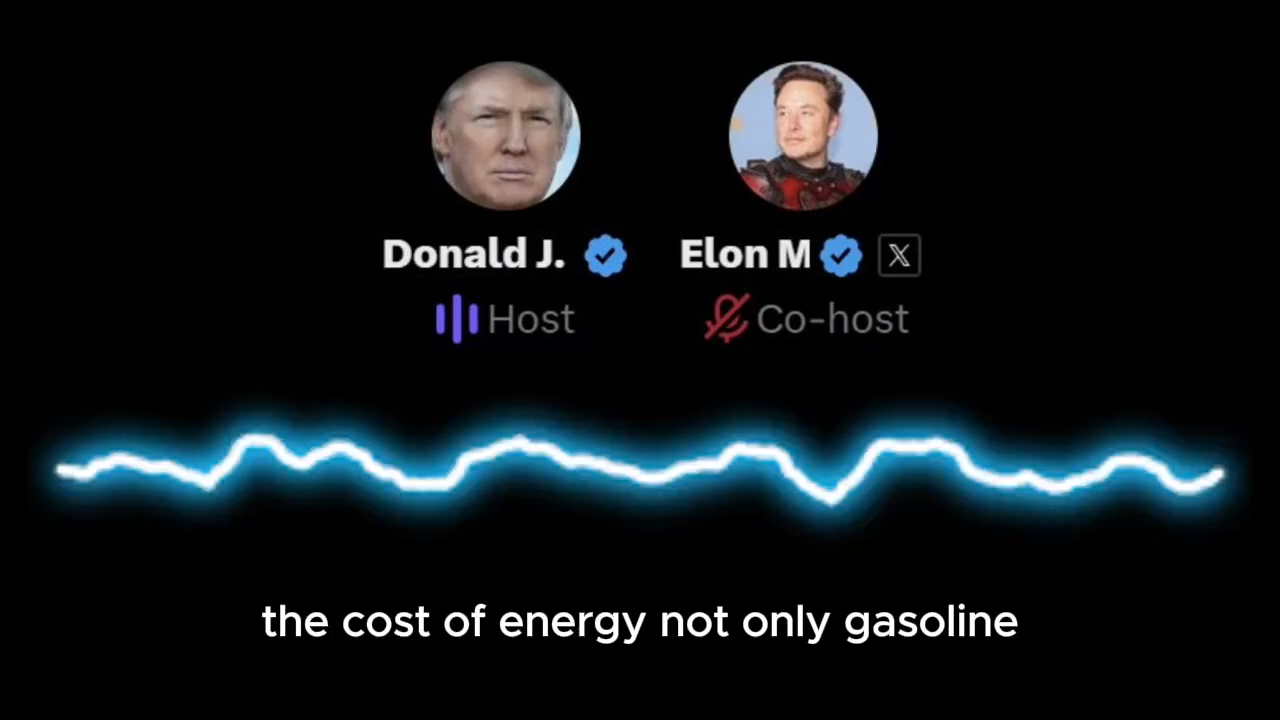 Donald J. Elon M X
Host Co-host
the cost of energy not only gasoline